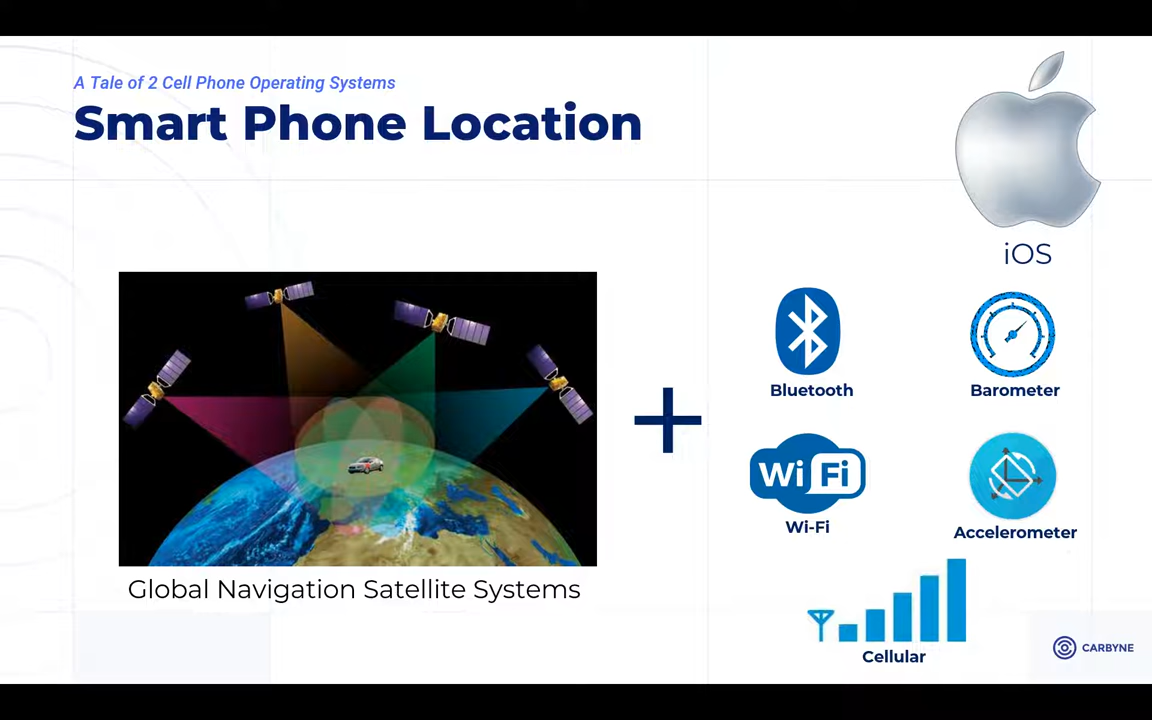 A Tale of 2 Cell Phone Operating Systems
Smart Phone Location
iOS
Bluetooth
Barometer
Wi Fi
Wi-Fi
Accelerometer
Global Navigation Satellite Systems
Cellular
CARBYNE